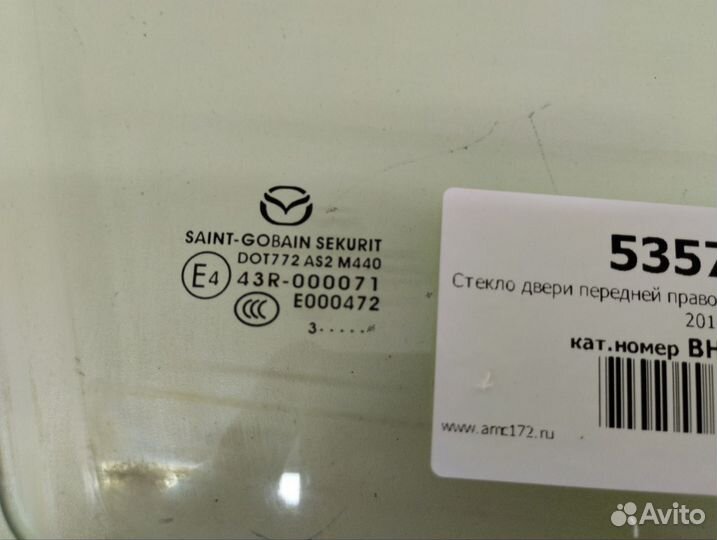 SAINT-GOBAIN SEKURIT
DOT772 AS2 M440
E4 43R-000071
CCC E000472
3·····
5357
Стекло двери передней
201
кат.номер BH
www.amc172.ru
Avito